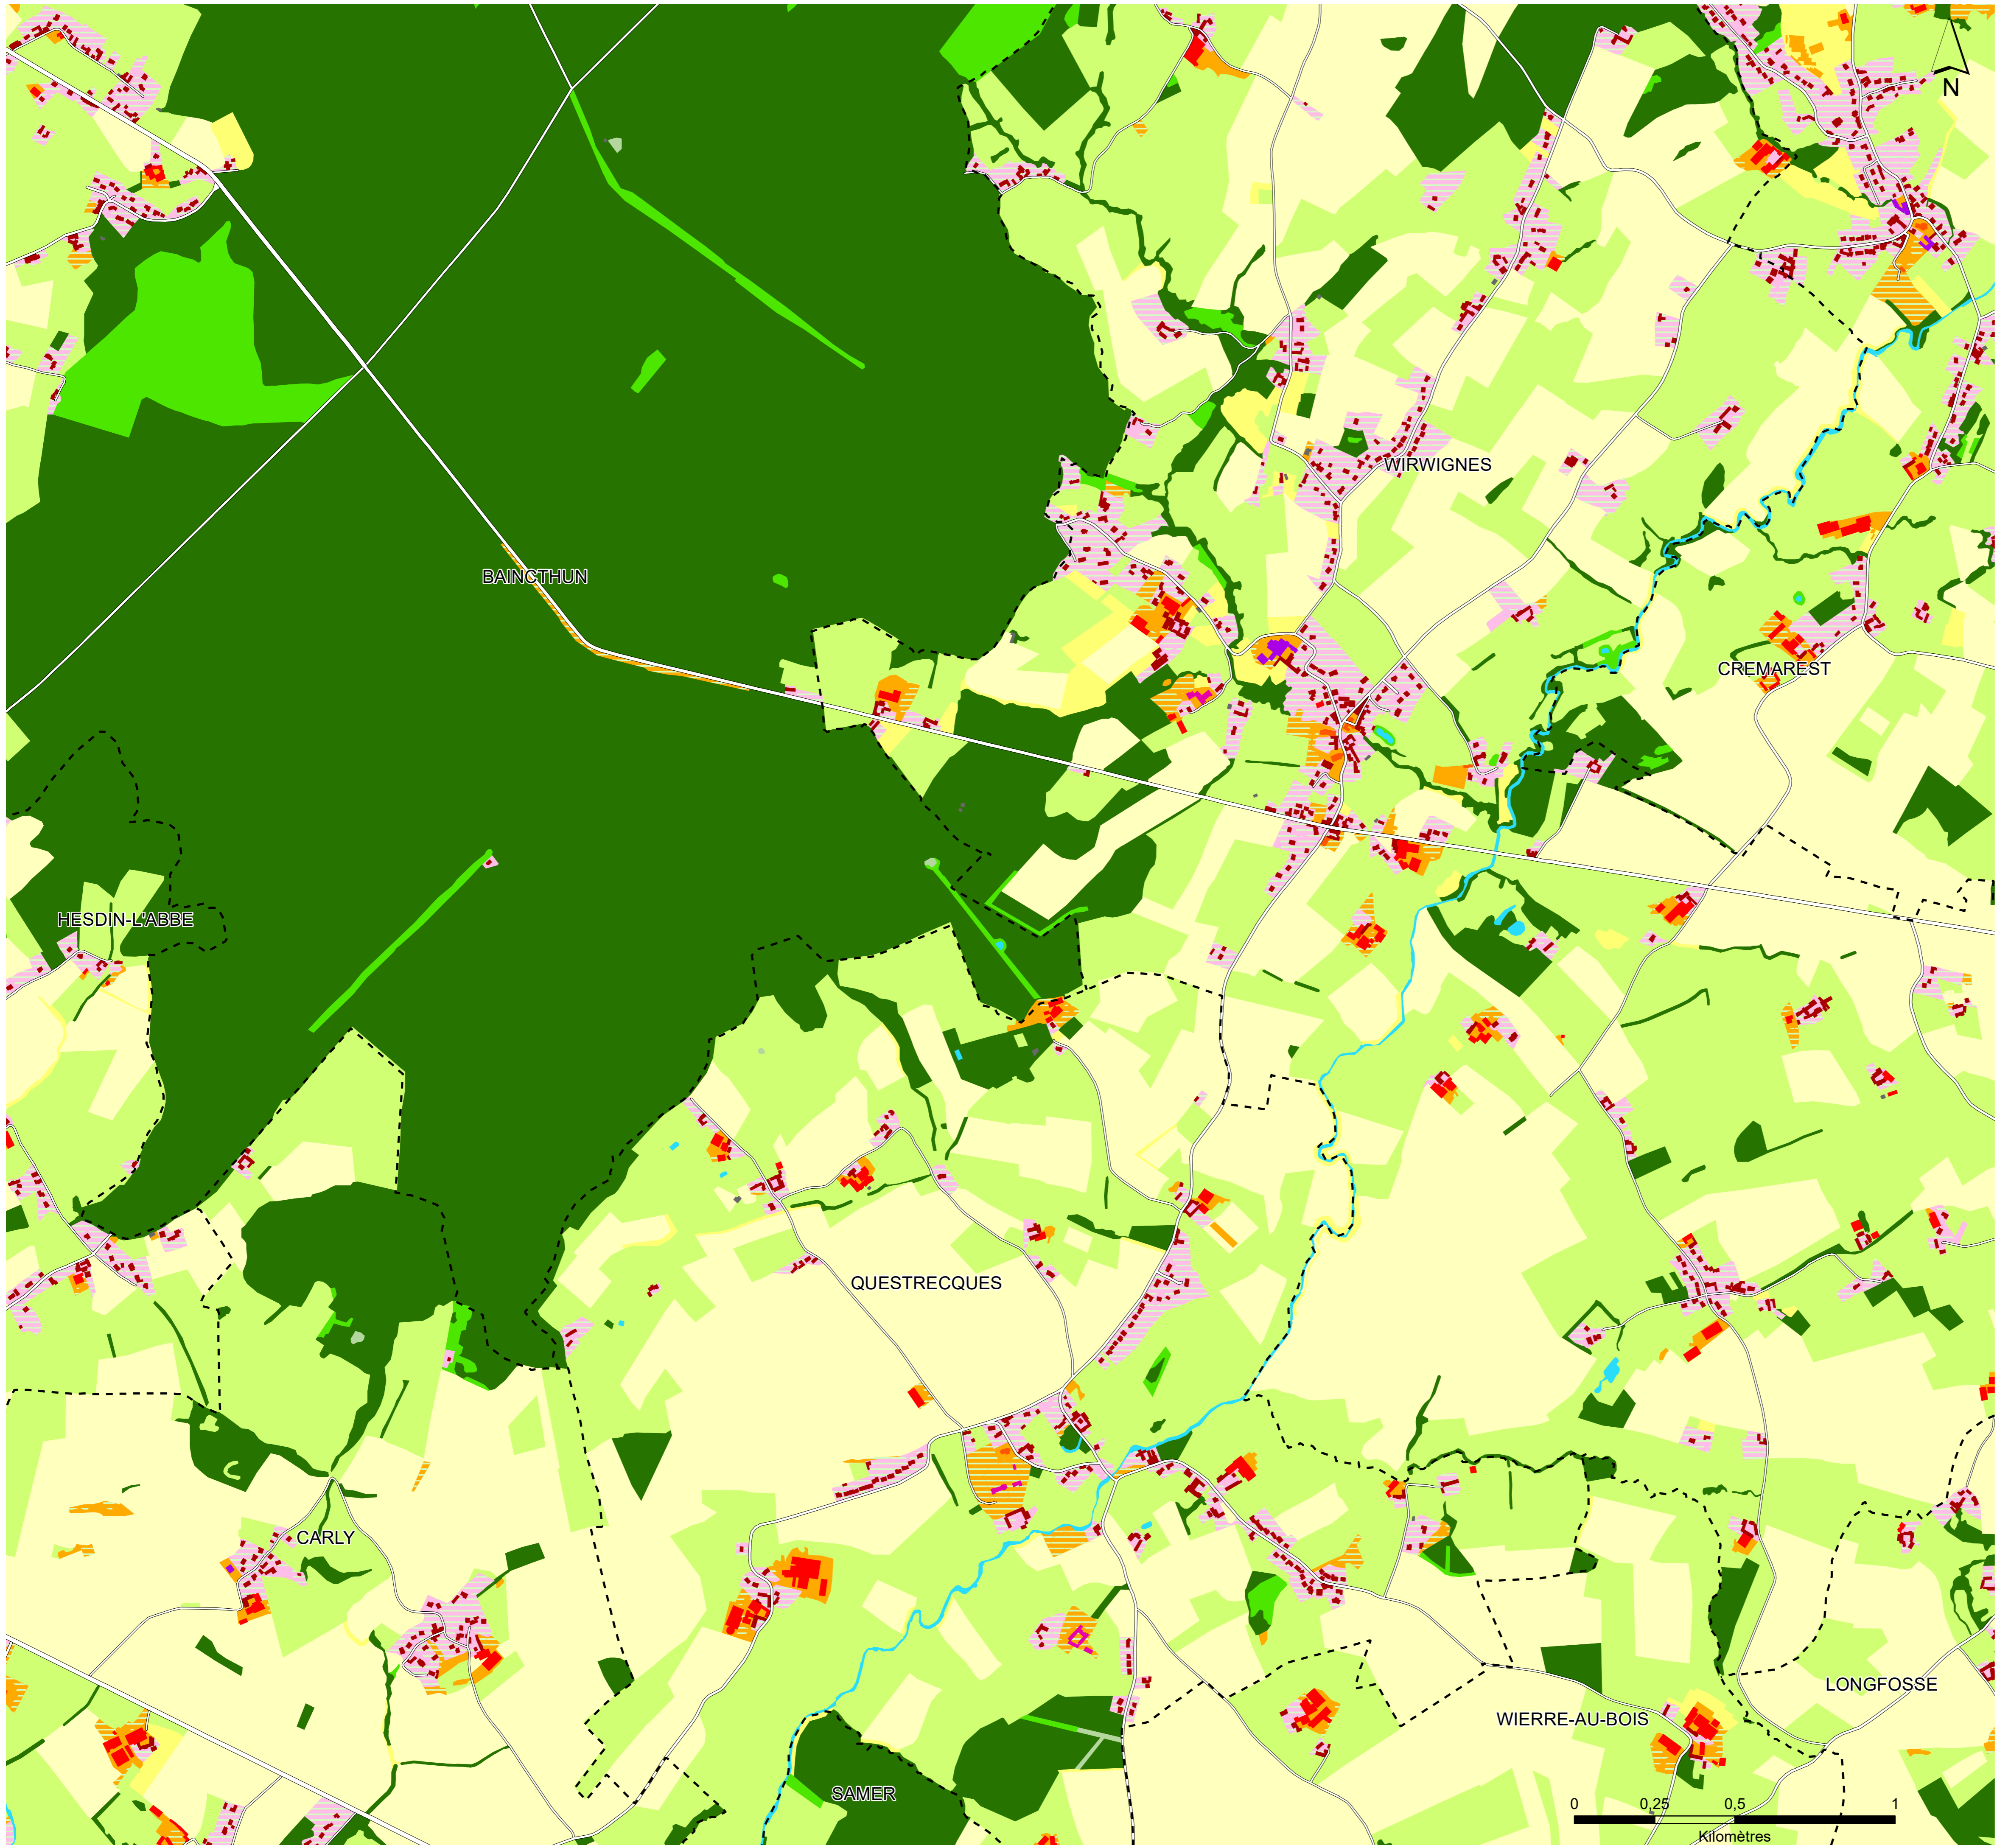 N
WIRWIGNES
BAINCTHUN
CREMAREST
HESDIN-L'ABBE
QUESTRECQUES
CARLY
LONGFOSSE
WIERRE-AU-BOIS
SAMER
0 0,25 0,5 1
Kilomètres